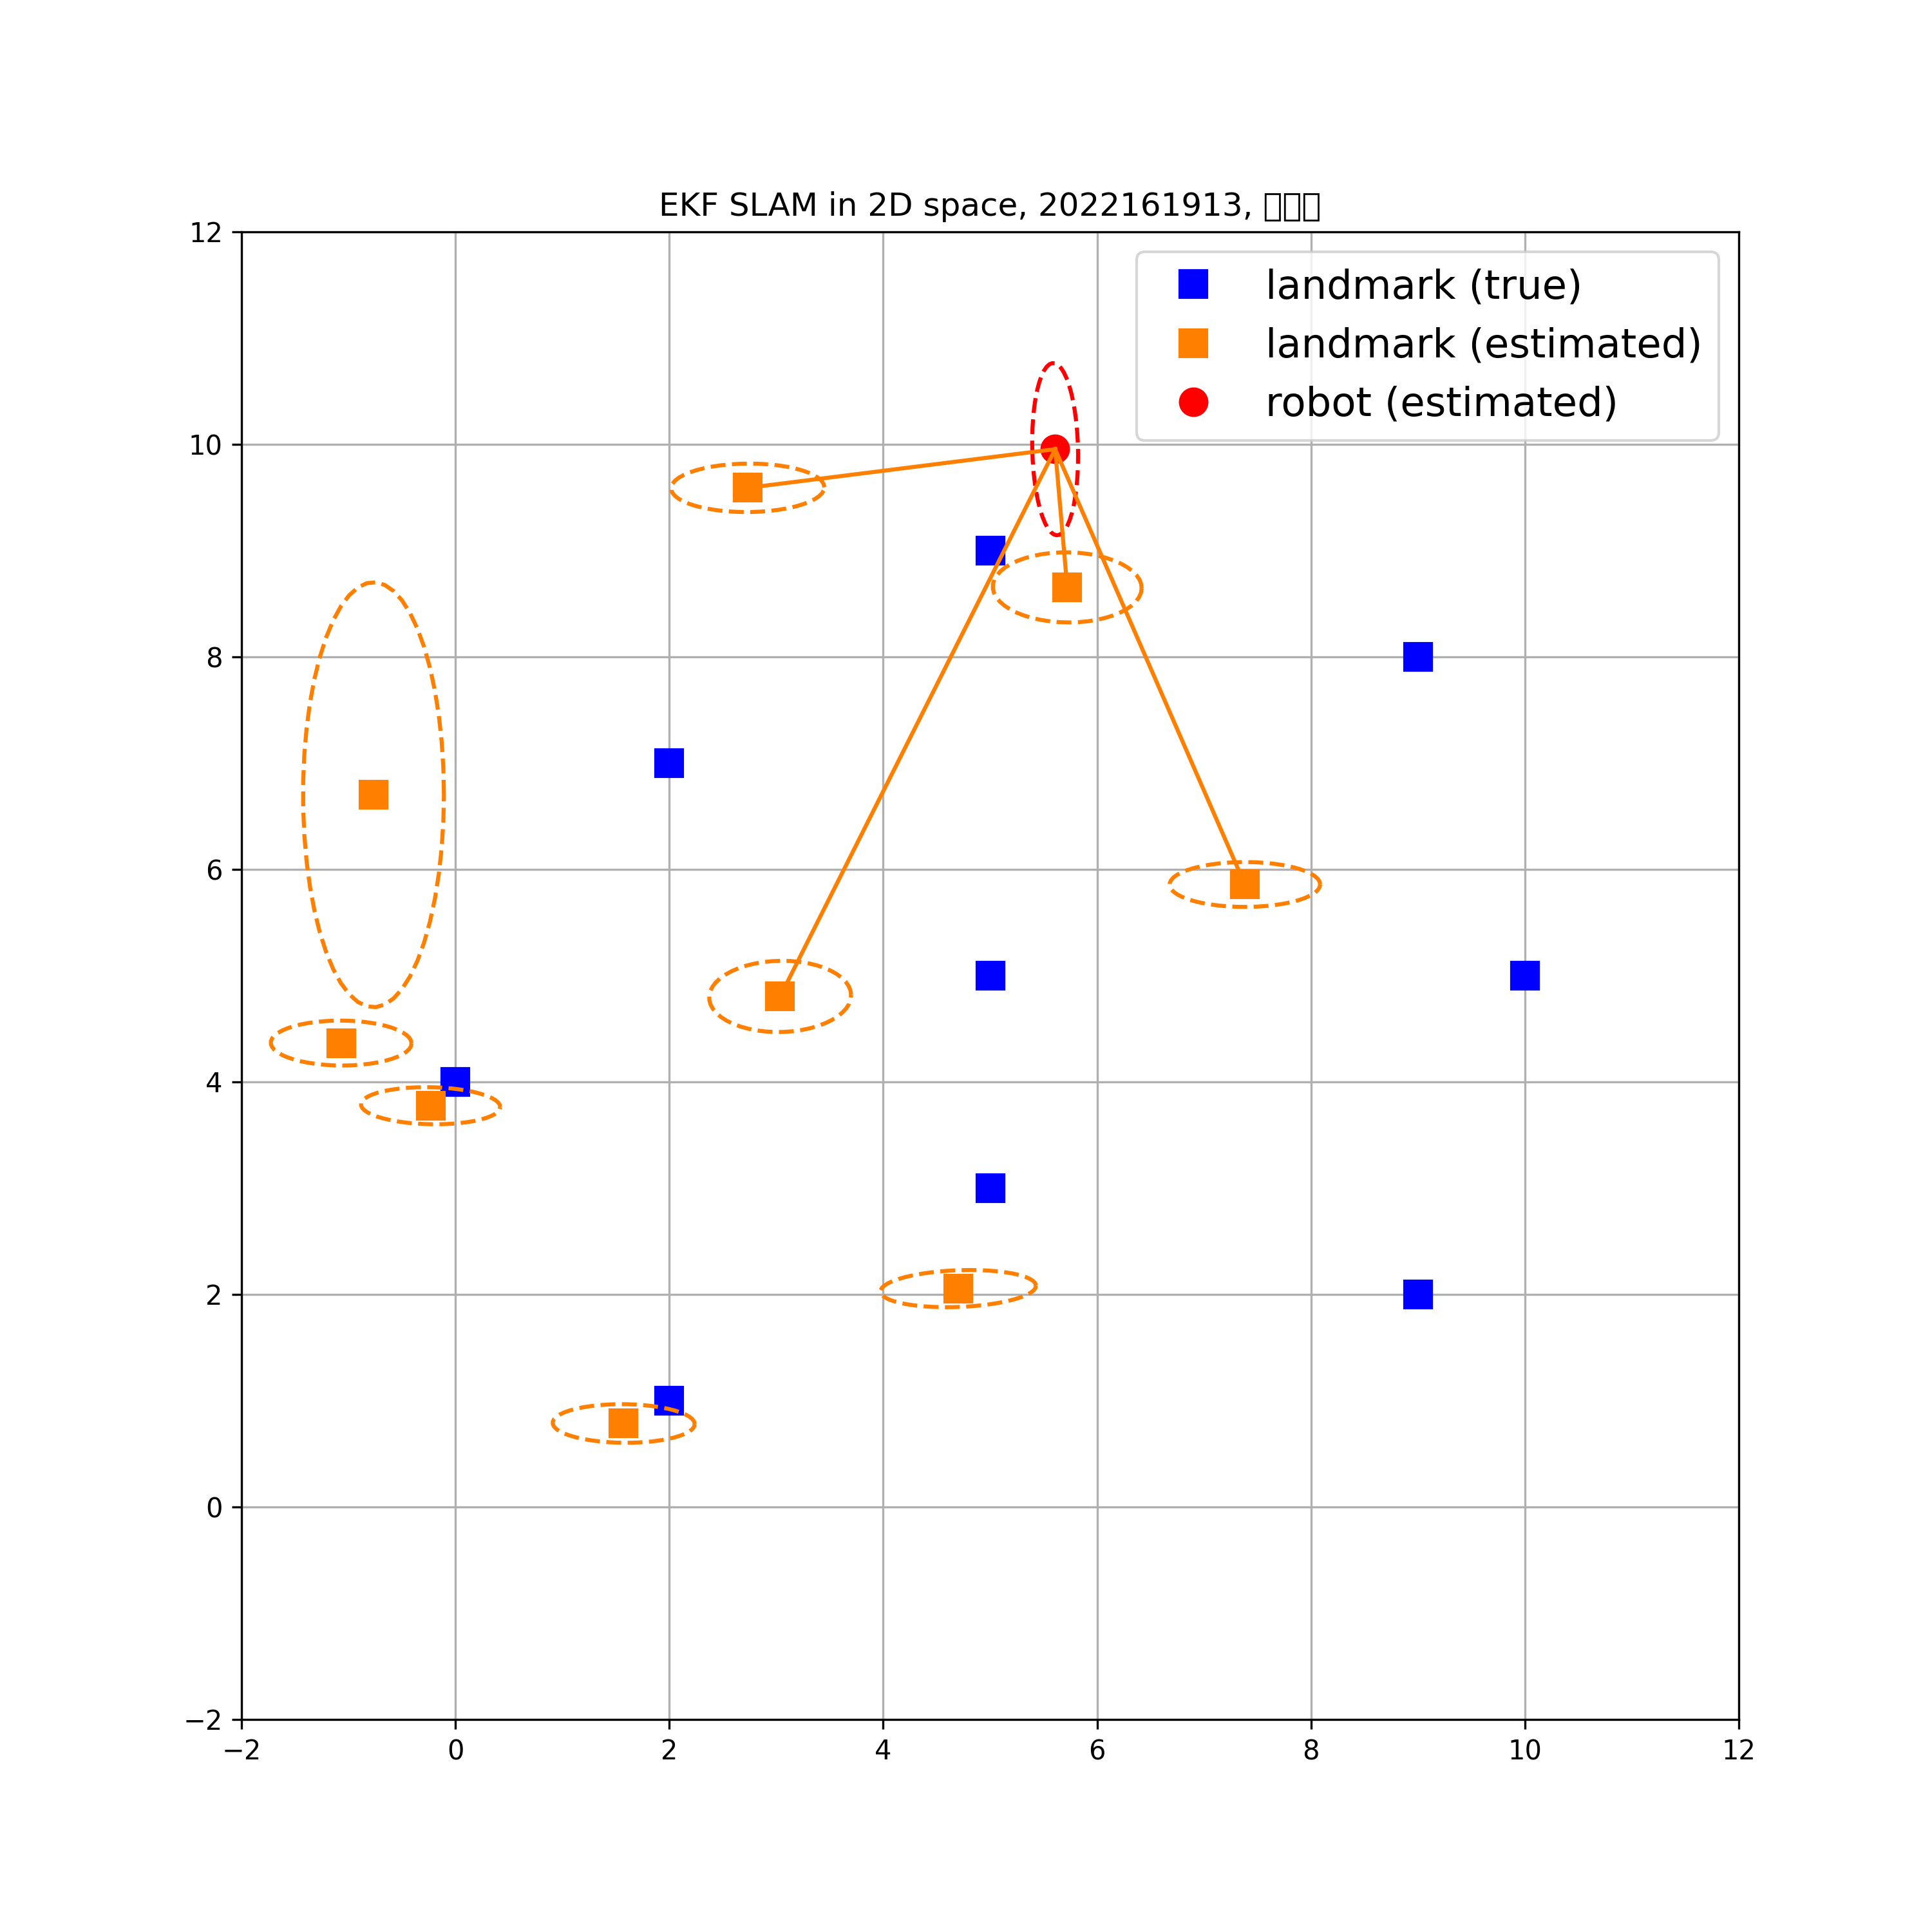 EKF SLAM in 2D space, 2022161913,
12
landmark (true)
landmark (estimated)
robot (estimated)
10
8
6
4
2
0
−2
−2 0 2 4 6 8 10 12